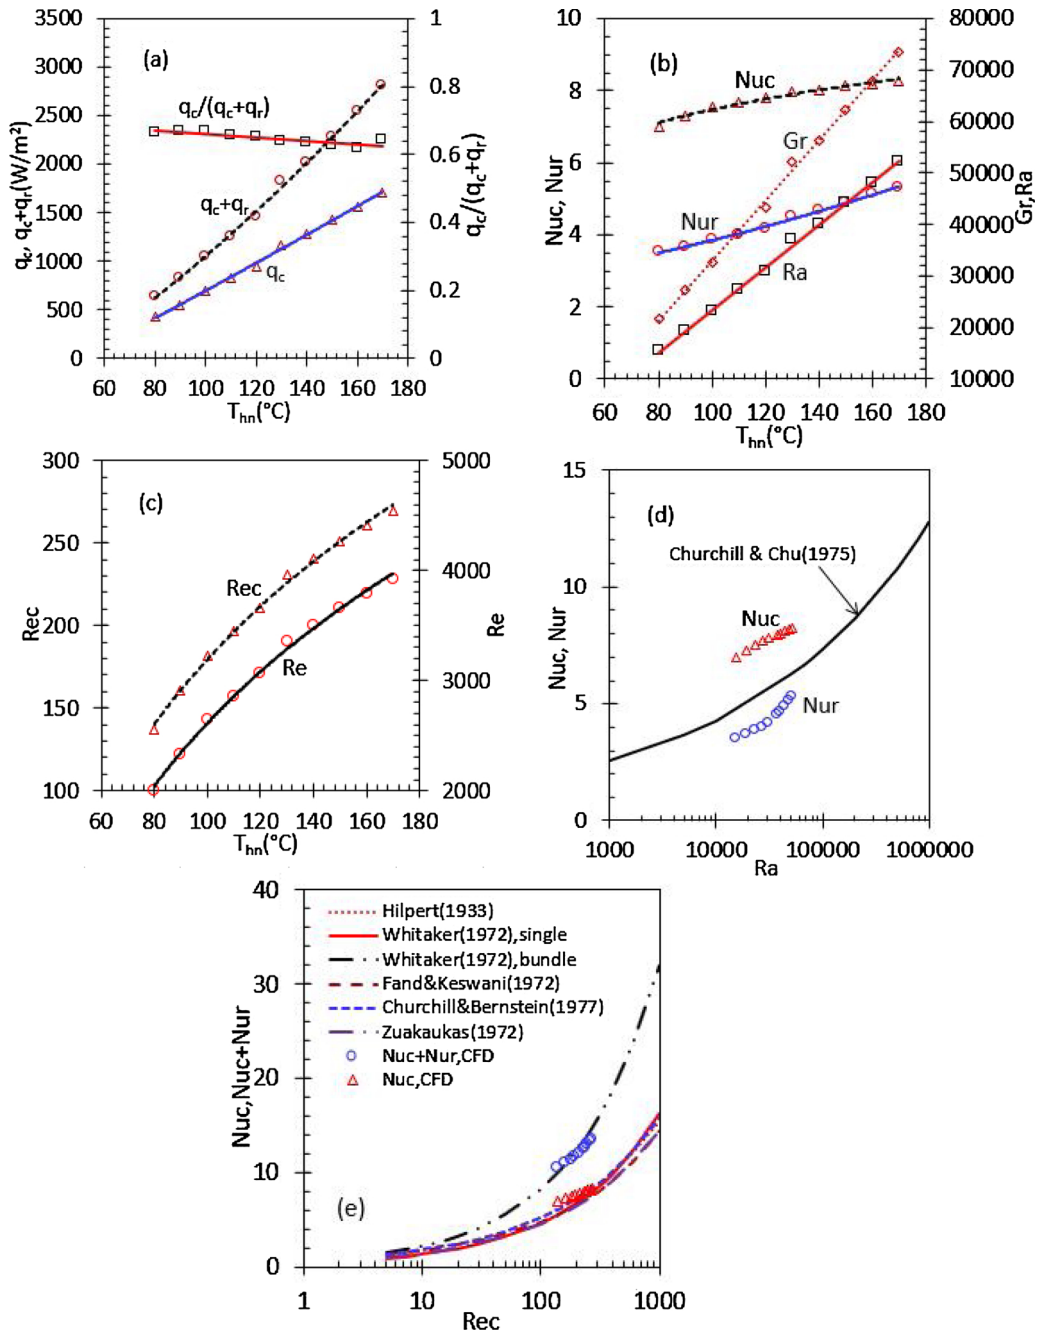 3500
3000
2500
2000
1500
1000
500
0
q_c, q_c+q_r(W/m²)
(a)
q_c/(q_c+q_r)
q_c+q_r
q_c
1
0.8
0.6
0.4
0.2
0
q_c/(q_c+q_r)
60 80 100 120 140 160 180
T_hn(°C)
10
8
6
4
2
0
Nuc, Nur
(b)
Nuc
Gr
Nur
Ra
80000
70000
60000
50000
40000
30000
20000
10000
Gr,Ra
60 80 100 120 140 160 180
T_hn(°C)
300
250
200
150
100
Rec
(c)
Rec
Re
5000
4000
3000
2000
Re
60 80 100 120 140 160 180
T_hn(°C)
15
10
5
0
Nuc, Nur
(d)
Churchill & Chu(1975)
Nuc
Nur
1000 10000 100000 1000000
Ra
40
30
20
10
0
Nuc,Nuc+Nur
Hilpert(1933)
Whitaker(1972),single
Whitaker(1972),bundle
Fand&Keswani(1972)
Churchill&Bernstein(1977)
Zuakaukas(1972)
Nuc+Nur,CFD
Nuc,CFD
(e)
1 10 100 1000
Rec